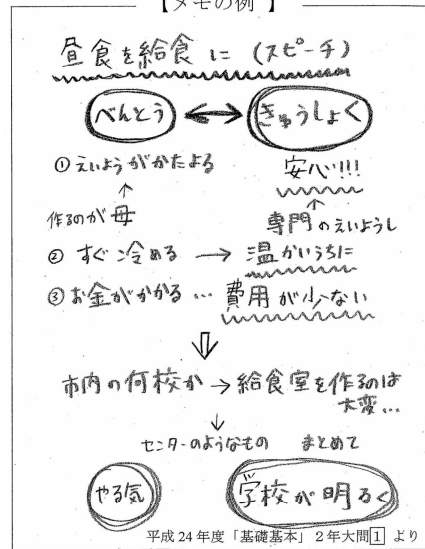 【メモの例】
昼食を給食に（スピーチ）
べんとう ↔ きゅうしょく
①えいようがかたよる 安心!!!
↑ ↑
作るのが母 専門のえいようし
②すぐ冷める → 温かいうちに
③お金がかかる… 費用が少ない
⇩
市内の何校か → 給食室を作るのは
大変…
↓
センターのようなもの まとめて
やる気 学校が明るく
平成24年度「基礎基本」2年大問1より